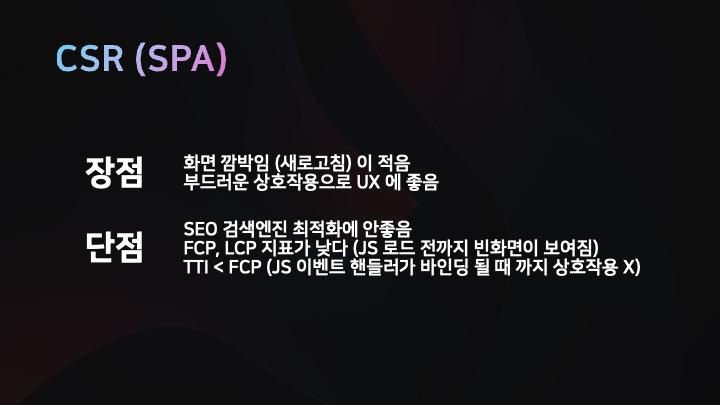 CSR (SPA)
장점
화면 깜박임 (새로고침) 이 적음
부드러운 상호작용으로 UX 에 좋음
단점
SEO 검색엔진 최적화에 안좋음
FCP, LCP 지표가 낮다 (JS 로드 전까지 빈화면이 보여짐)
TTI < FCP (JS 이벤트 핸들러가 바인딩 될 때 까지 상호작용 X)